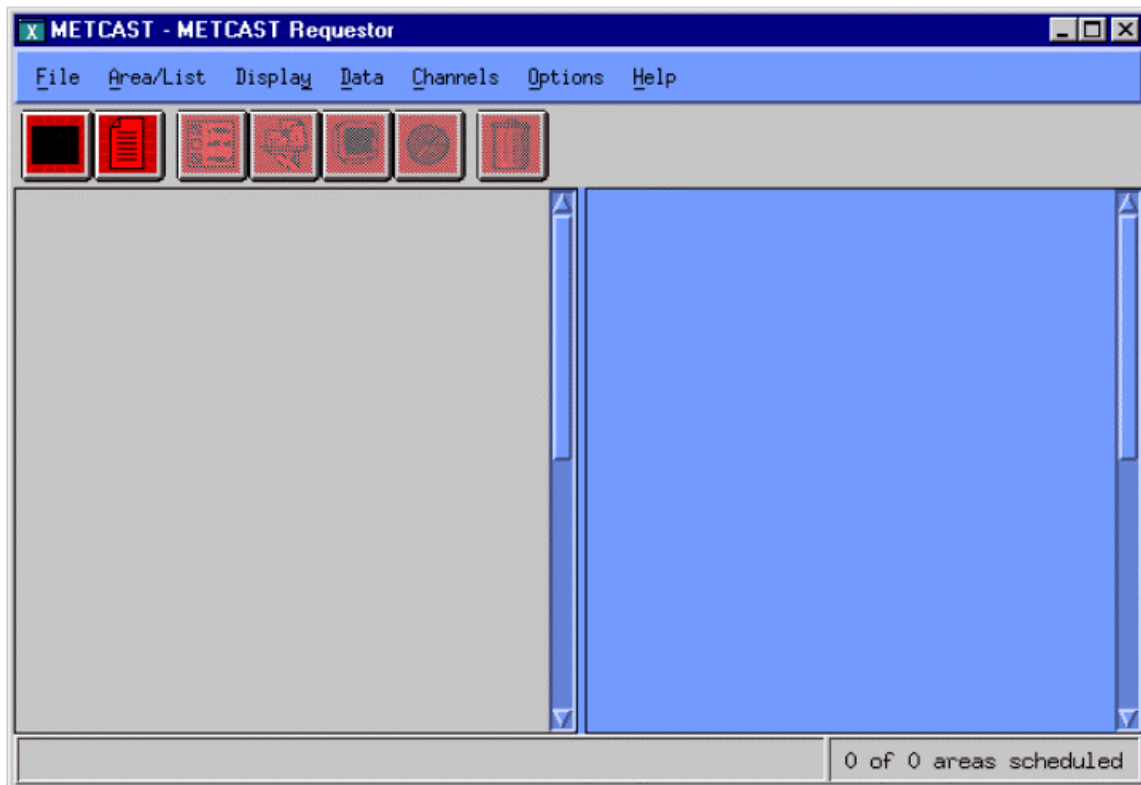 METCAST - METCAST Requestor
File Area/List Display Data Channels Options Help
0 of 0 areas scheduled